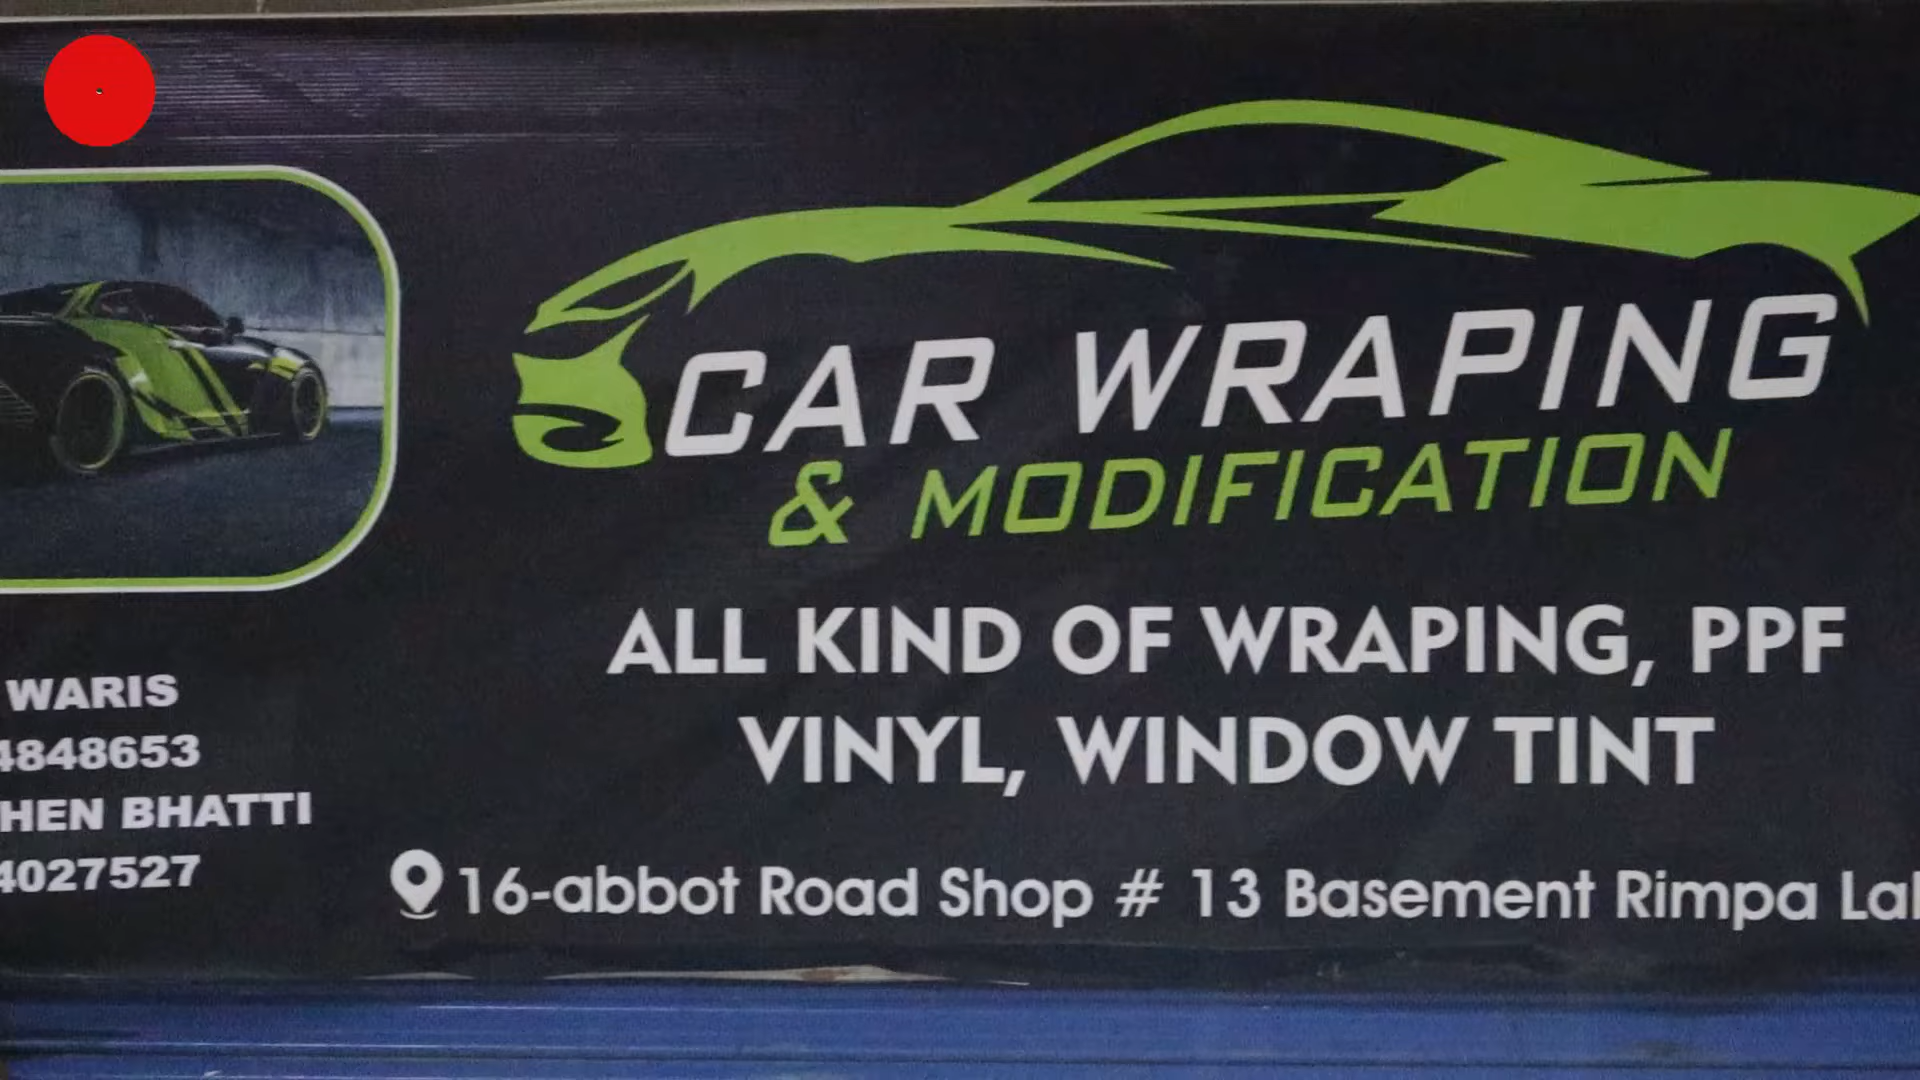 CAR WRAPING
& MODIFICATION
ALL KIND OF WRAPING, PPF
VINYL, WINDOW TINT
WARIS
4848653
HEN BHATTI
4027527
16-abbot Road Shop # 13 Basement Rimpa